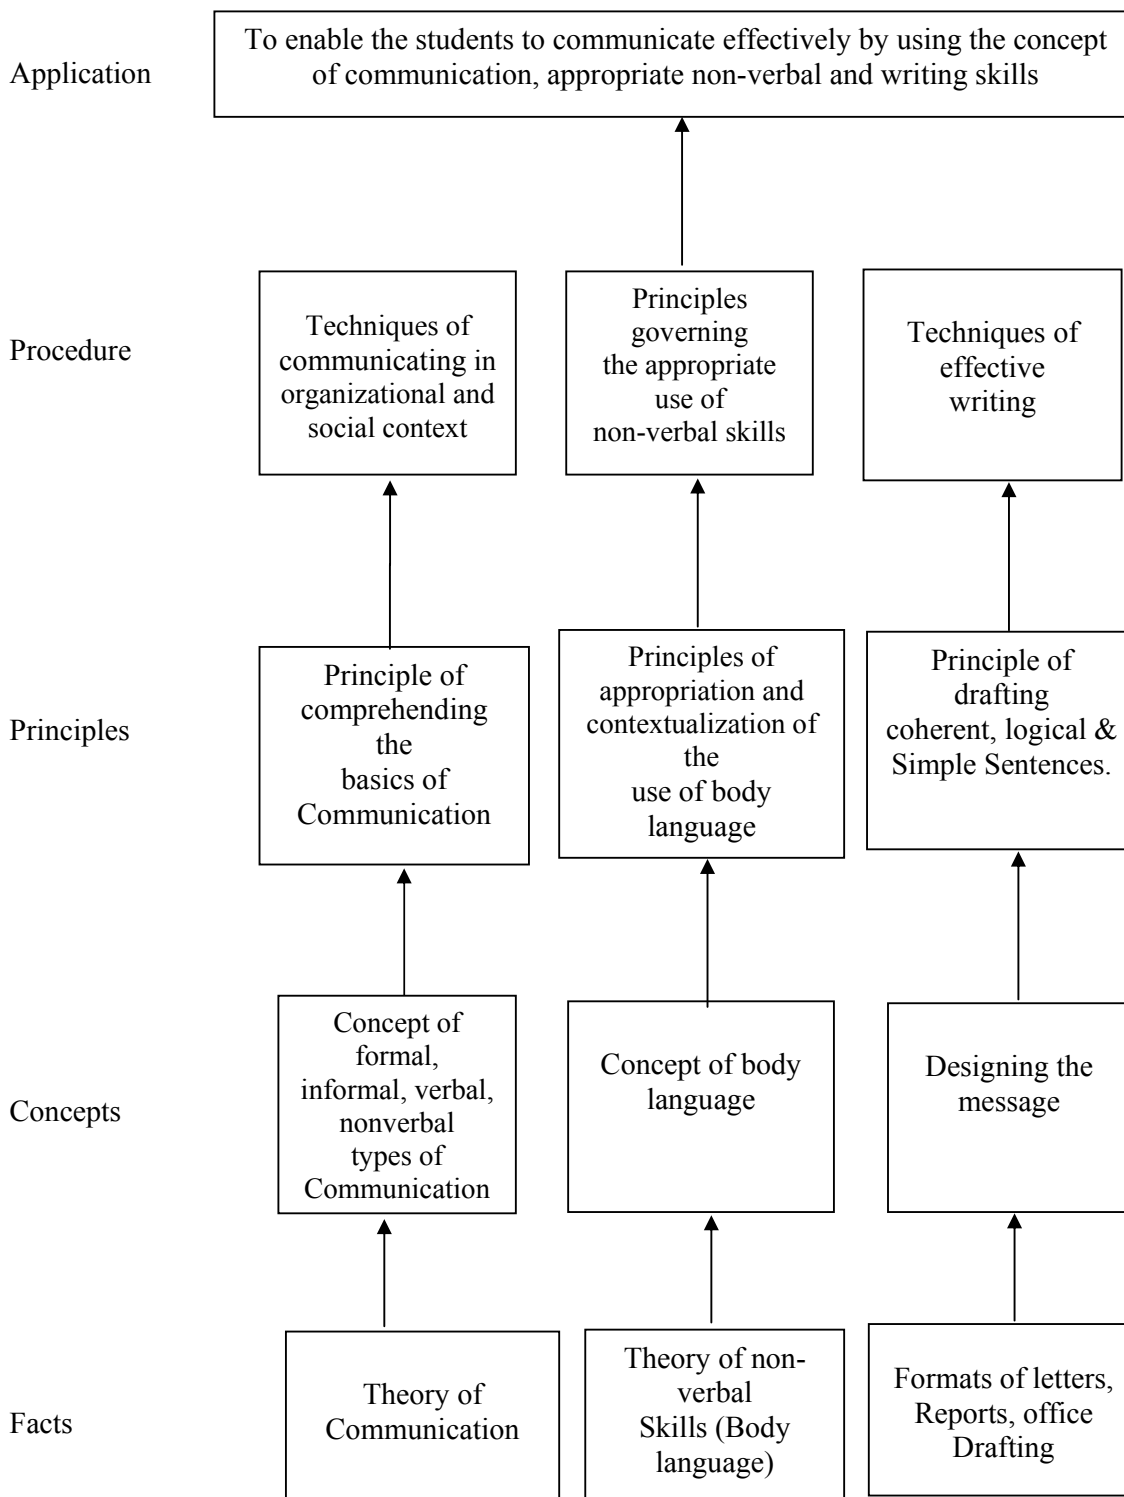 Application
To enable the students to communicate effectively by using the concept
of communication, appropriate non-verbal and writing skills
Procedure
Techniques of
communicating in
organizational and
social context
Principles
governing
the appropriate
use of
non-verbal skills
Techniques of
effective
writing
Principles
Principle of
comprehending
the
basics of
Communication
Principles of
appropriation and
contextualization of
the
use of body
language
Principle of
drafting
coherent, logical &
Simple Sentences.
Concepts
Concept of
formal,
informal, verbal,
nonverbal
types of
Communication
Concept of body
language
Designing the
message
Facts
Theory of
Communication
Theory of non-
verbal
Skills (Body
language)
Formats of letters,
Reports, office
Drafting